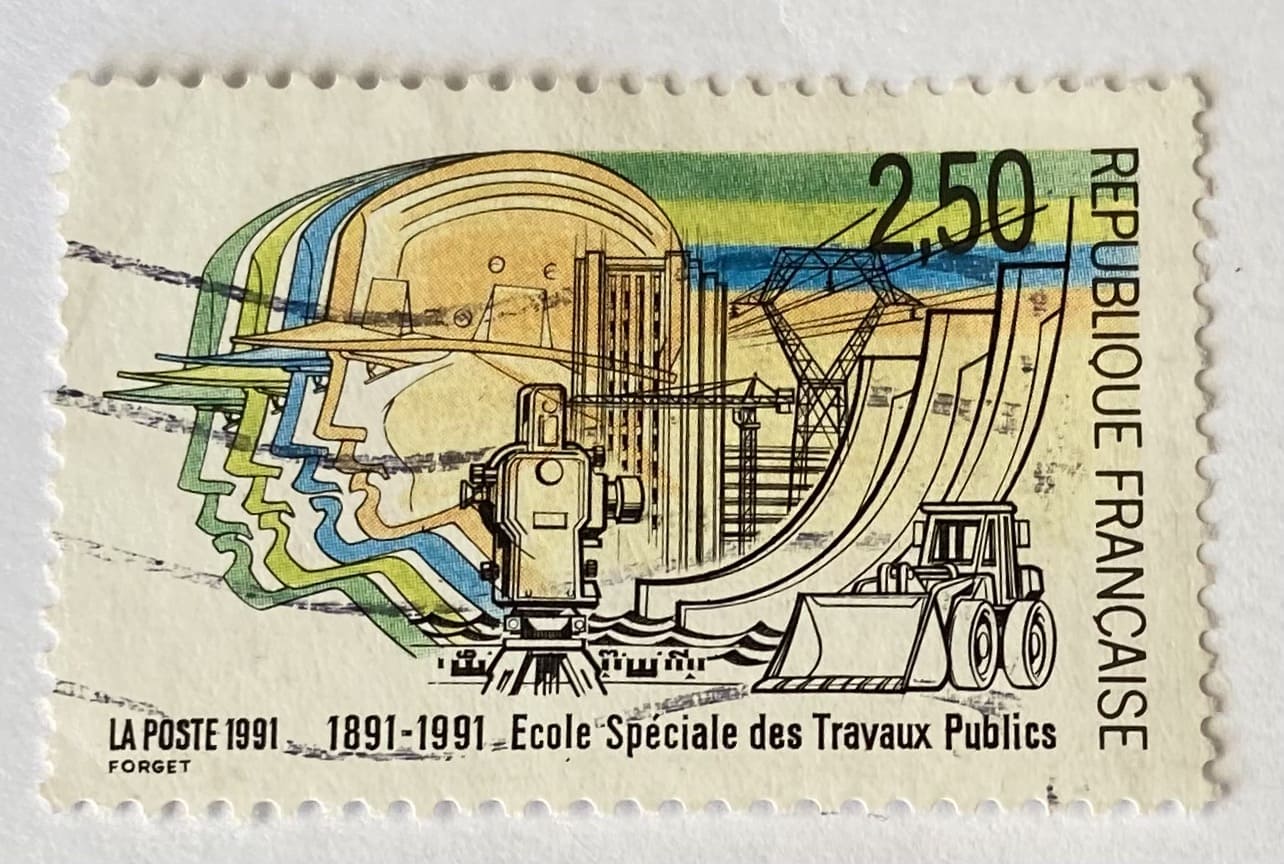 2,50
REPUBLIQUE FRANÇAISE
LA POSTE 1991 1891-1991 Ecole Spéciale des Travaux Publics
FORGET